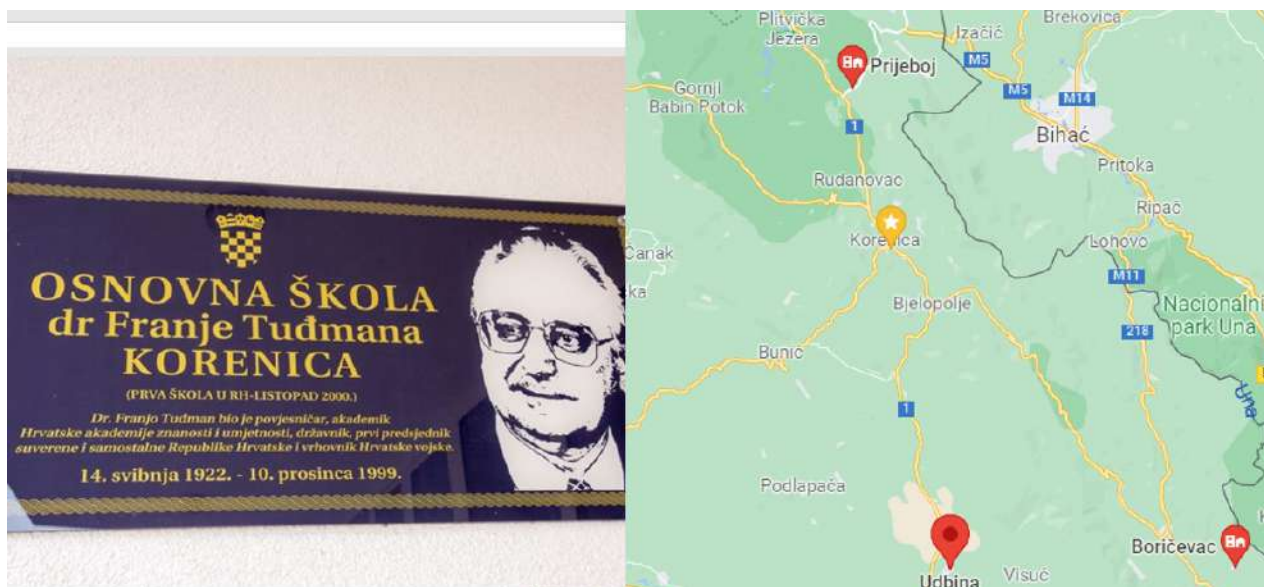 OSNOVNA ŠKOLA
dr Franje Tuđmana
KORENICA
(PRVA ŠKOLA U RH-LISTOPAD 2000.)
Dr. Franjo Tuđman bio je povjesničar, akademik
Hrvatske akademije znanosti i umjetnosti, državnik, prvi predsjednik
suverene i samostalne Republike Hrvatske i vrhovnik Hrvatske vojske.
14. svibnja 1922. - 10. prosinca 1999.
Plitvička
Jezera
Brekovica
Izačić
M5
Prijeboj
Gornji
Babin Potok
M5
M14
1
Bihać
Pritoka
Rudanovac
Ripač
Korenica
Lohovo
Čanak
M11
Bjelopolje
Nacionalni
park Una
218
Bunić
Una
1
Podlapača
Boričevac
Udbina
Visuć